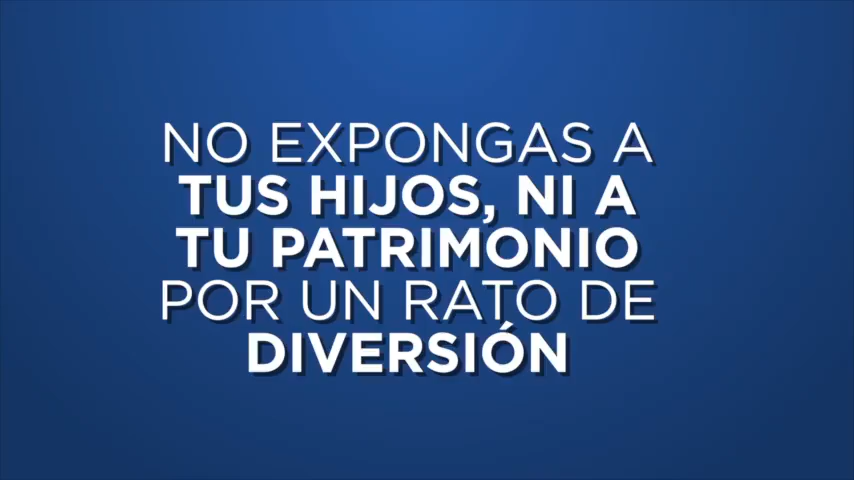 NO EXPONGAS A
TUS HIJOS, NI A
TU PATRIMONIO
POR UN RATO DE
DIVERSIÓN